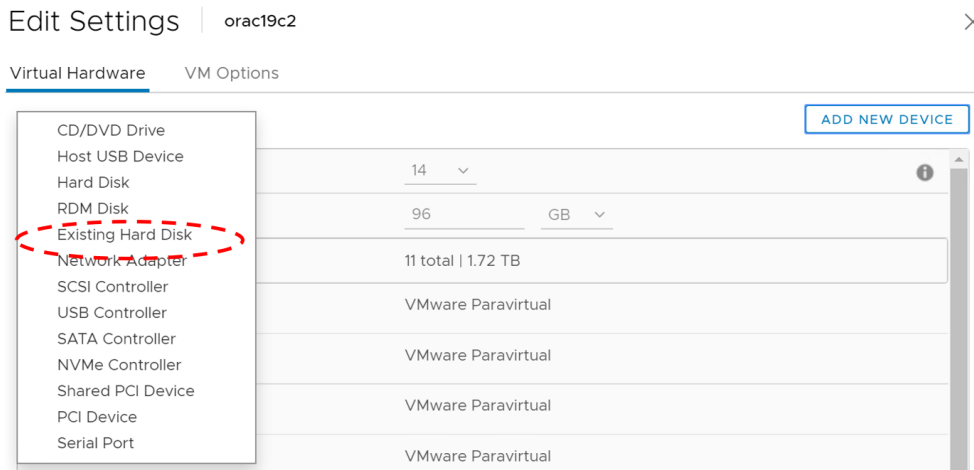 Edit Settings orac19c2
Virtual Hardware VM Options
ADD NEW DEVICE
CD/DVD Drive
Host USB Device
Hard Disk
RDM Disk
Existing Hard Disk
Network Adapter
SCSI Controller
USB Controller
SATA Controller
NVMe Controller
Shared PCI Device
PCI Device
Serial Port
14
96 GB
11 total | 1.72 TB
VMware Paravirtual
VMware Paravirtual
VMware Paravirtual
VMware Paravirtual